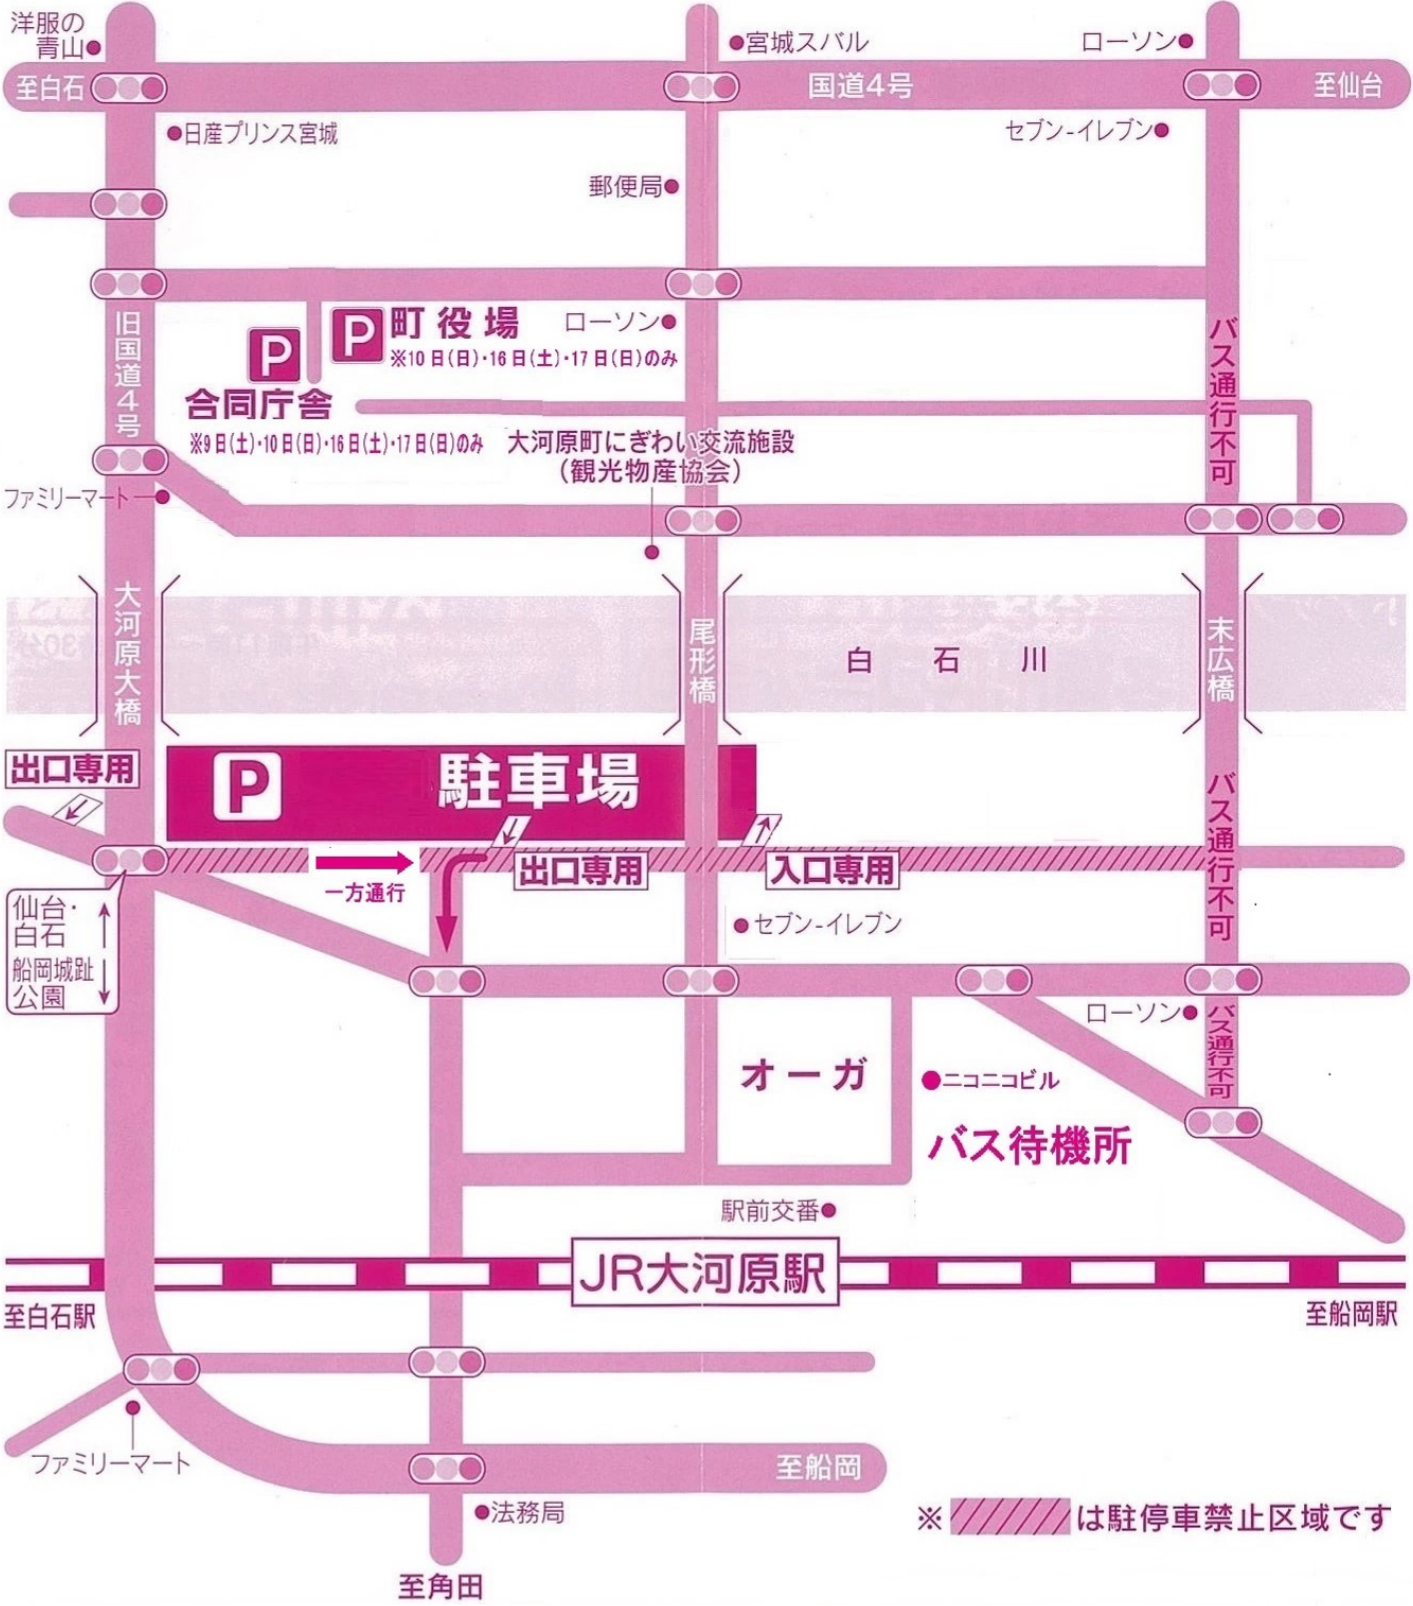 洋服の
青山
宮城スバル
ローソン
至白石
国道4号
至仙台
日産プリンス宮城
セブン-イレブン
郵便局
旧国道4号
P
P
町役場
※10日(日)・16日(土)・17日(日)のみ
ローソン
合同庁舎
※9日(土)・10日(日)・16日(土)・17日(日)のみ
バス通行不可
大河原町にぎわい交流施設
(観光物産協会)
ファミリーマート
大河原大橋
尾形橋
白石川
末広橋
出口専用
P
駐車場
バス通行不可
一方通行
出口専用
入口専用
仙台・
白石
船岡城趾
公園
セブン-イレブン
ローソン
バス通行不可
オーガ
ニコニコビル
バス待機所
駅前交番
JR大河原駅
至白石駅
至船岡駅
ファミリーマート
至船岡
法務局
※は駐停車禁止区域です
至角田